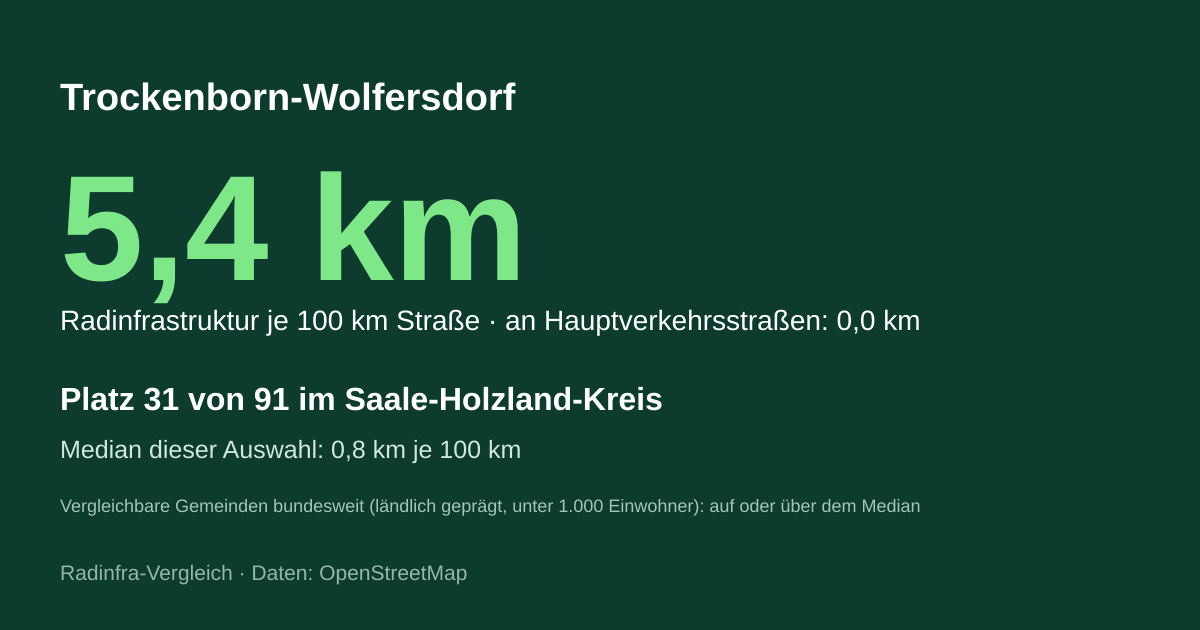 Trockenborn-Wolfersdorf
5,4 km
Radinfrastruktur je 100 km Straße · an Hauptverkehrsstraßen: 0,0 km
Platz 31 von 91 im Saale-Holzland-Kreis
Median dieser Auswahl: 0,8 km je 100 km
Vergleichbare Gemeinden bundesweit (ländlich geprägt, unter 1.000 Einwohner): auf oder über dem Median
Radinfra-Vergleich · Daten: OpenStreetMap